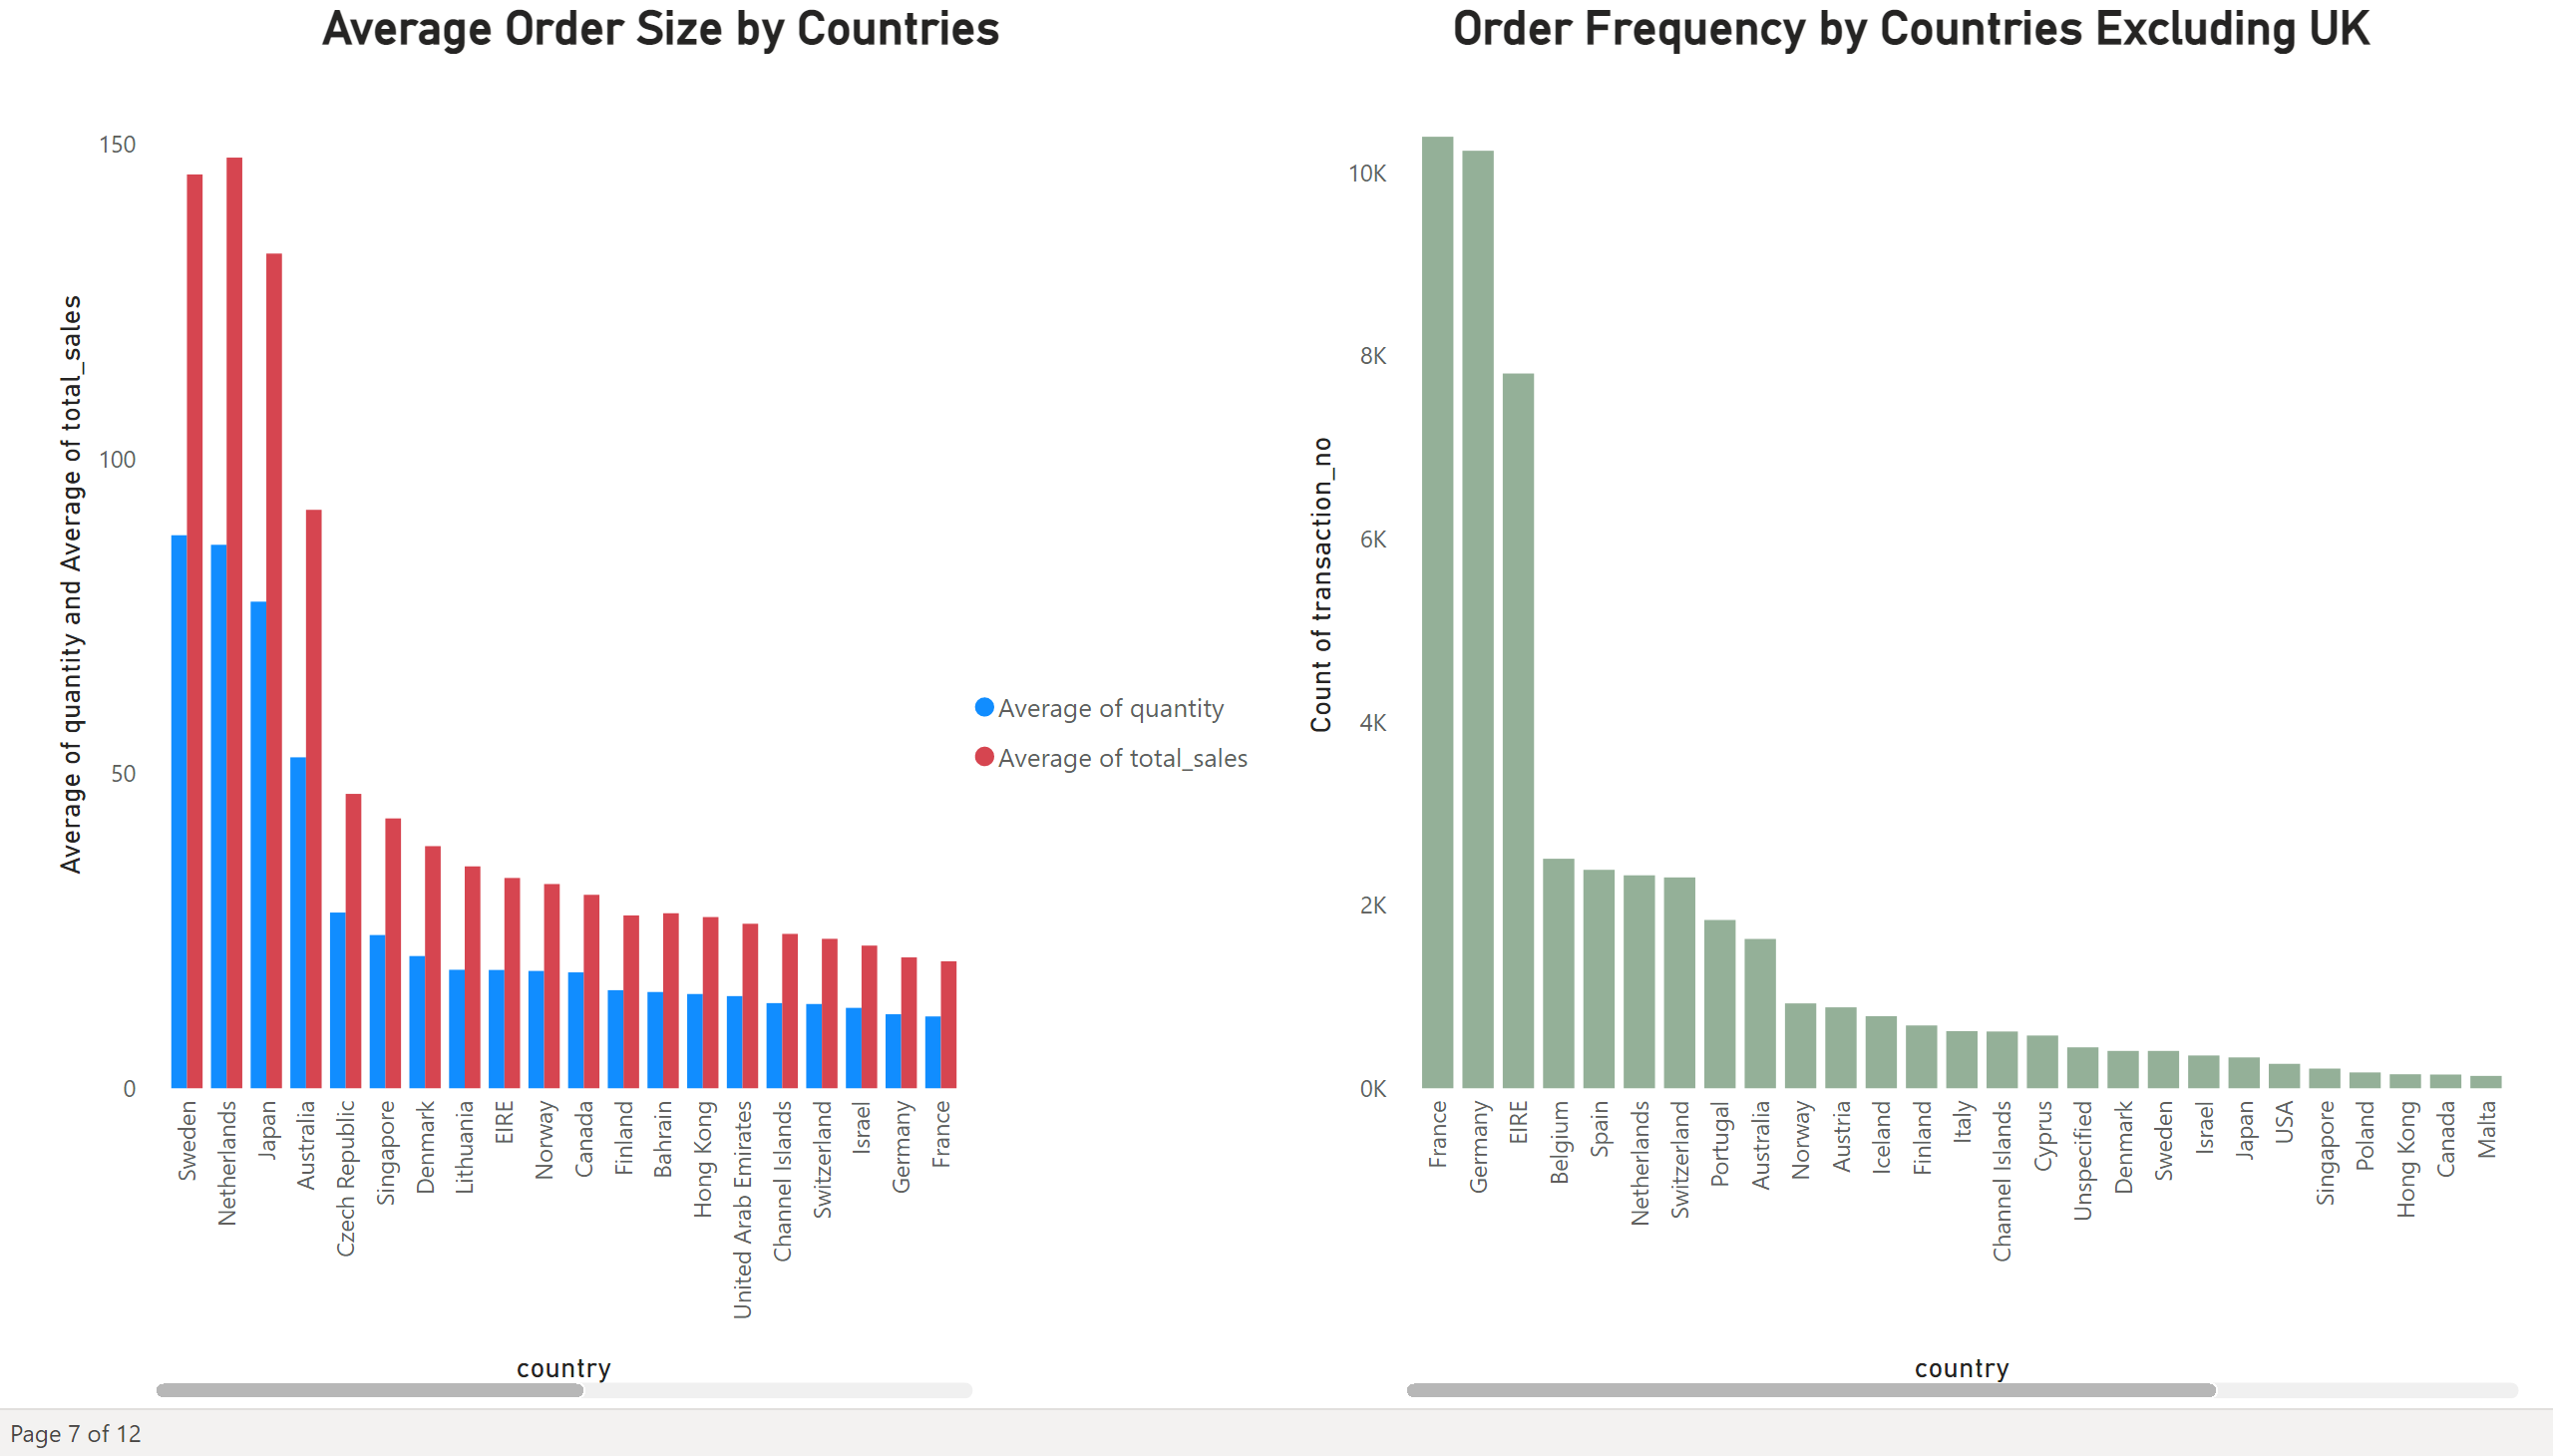 Average Order Size by Countries
Average of quantity and Average of total_sales
150
100
50
0
Sweden
Netherlands
Japan
Australia
Czech Republic
Singapore
Denmark
Lithuania
EIRE
Norway
Canada
Finland
Bahrain
Hong Kong
United Arab Emirates
Channel Islands
Switzerland
Israel
Germany
France
country
Average of quantity
Average of total_sales
Order Frequency by Countries Excluding UK
Count of transaction_no
10K
8K
6K
4K
2K
0K
France
Germany
EIRE
Belgium
Spain
Netherlands
Switzerland
Portugal
Australia
Norway
Austria
Iceland
Finland
Italy
Channel Islands
Cyprus
Unspecified
Denmark
Sweden
Israel
Japan
USA
Singapore
Poland
Hong Kong
Canada
Malta
country
Page 7 of 12